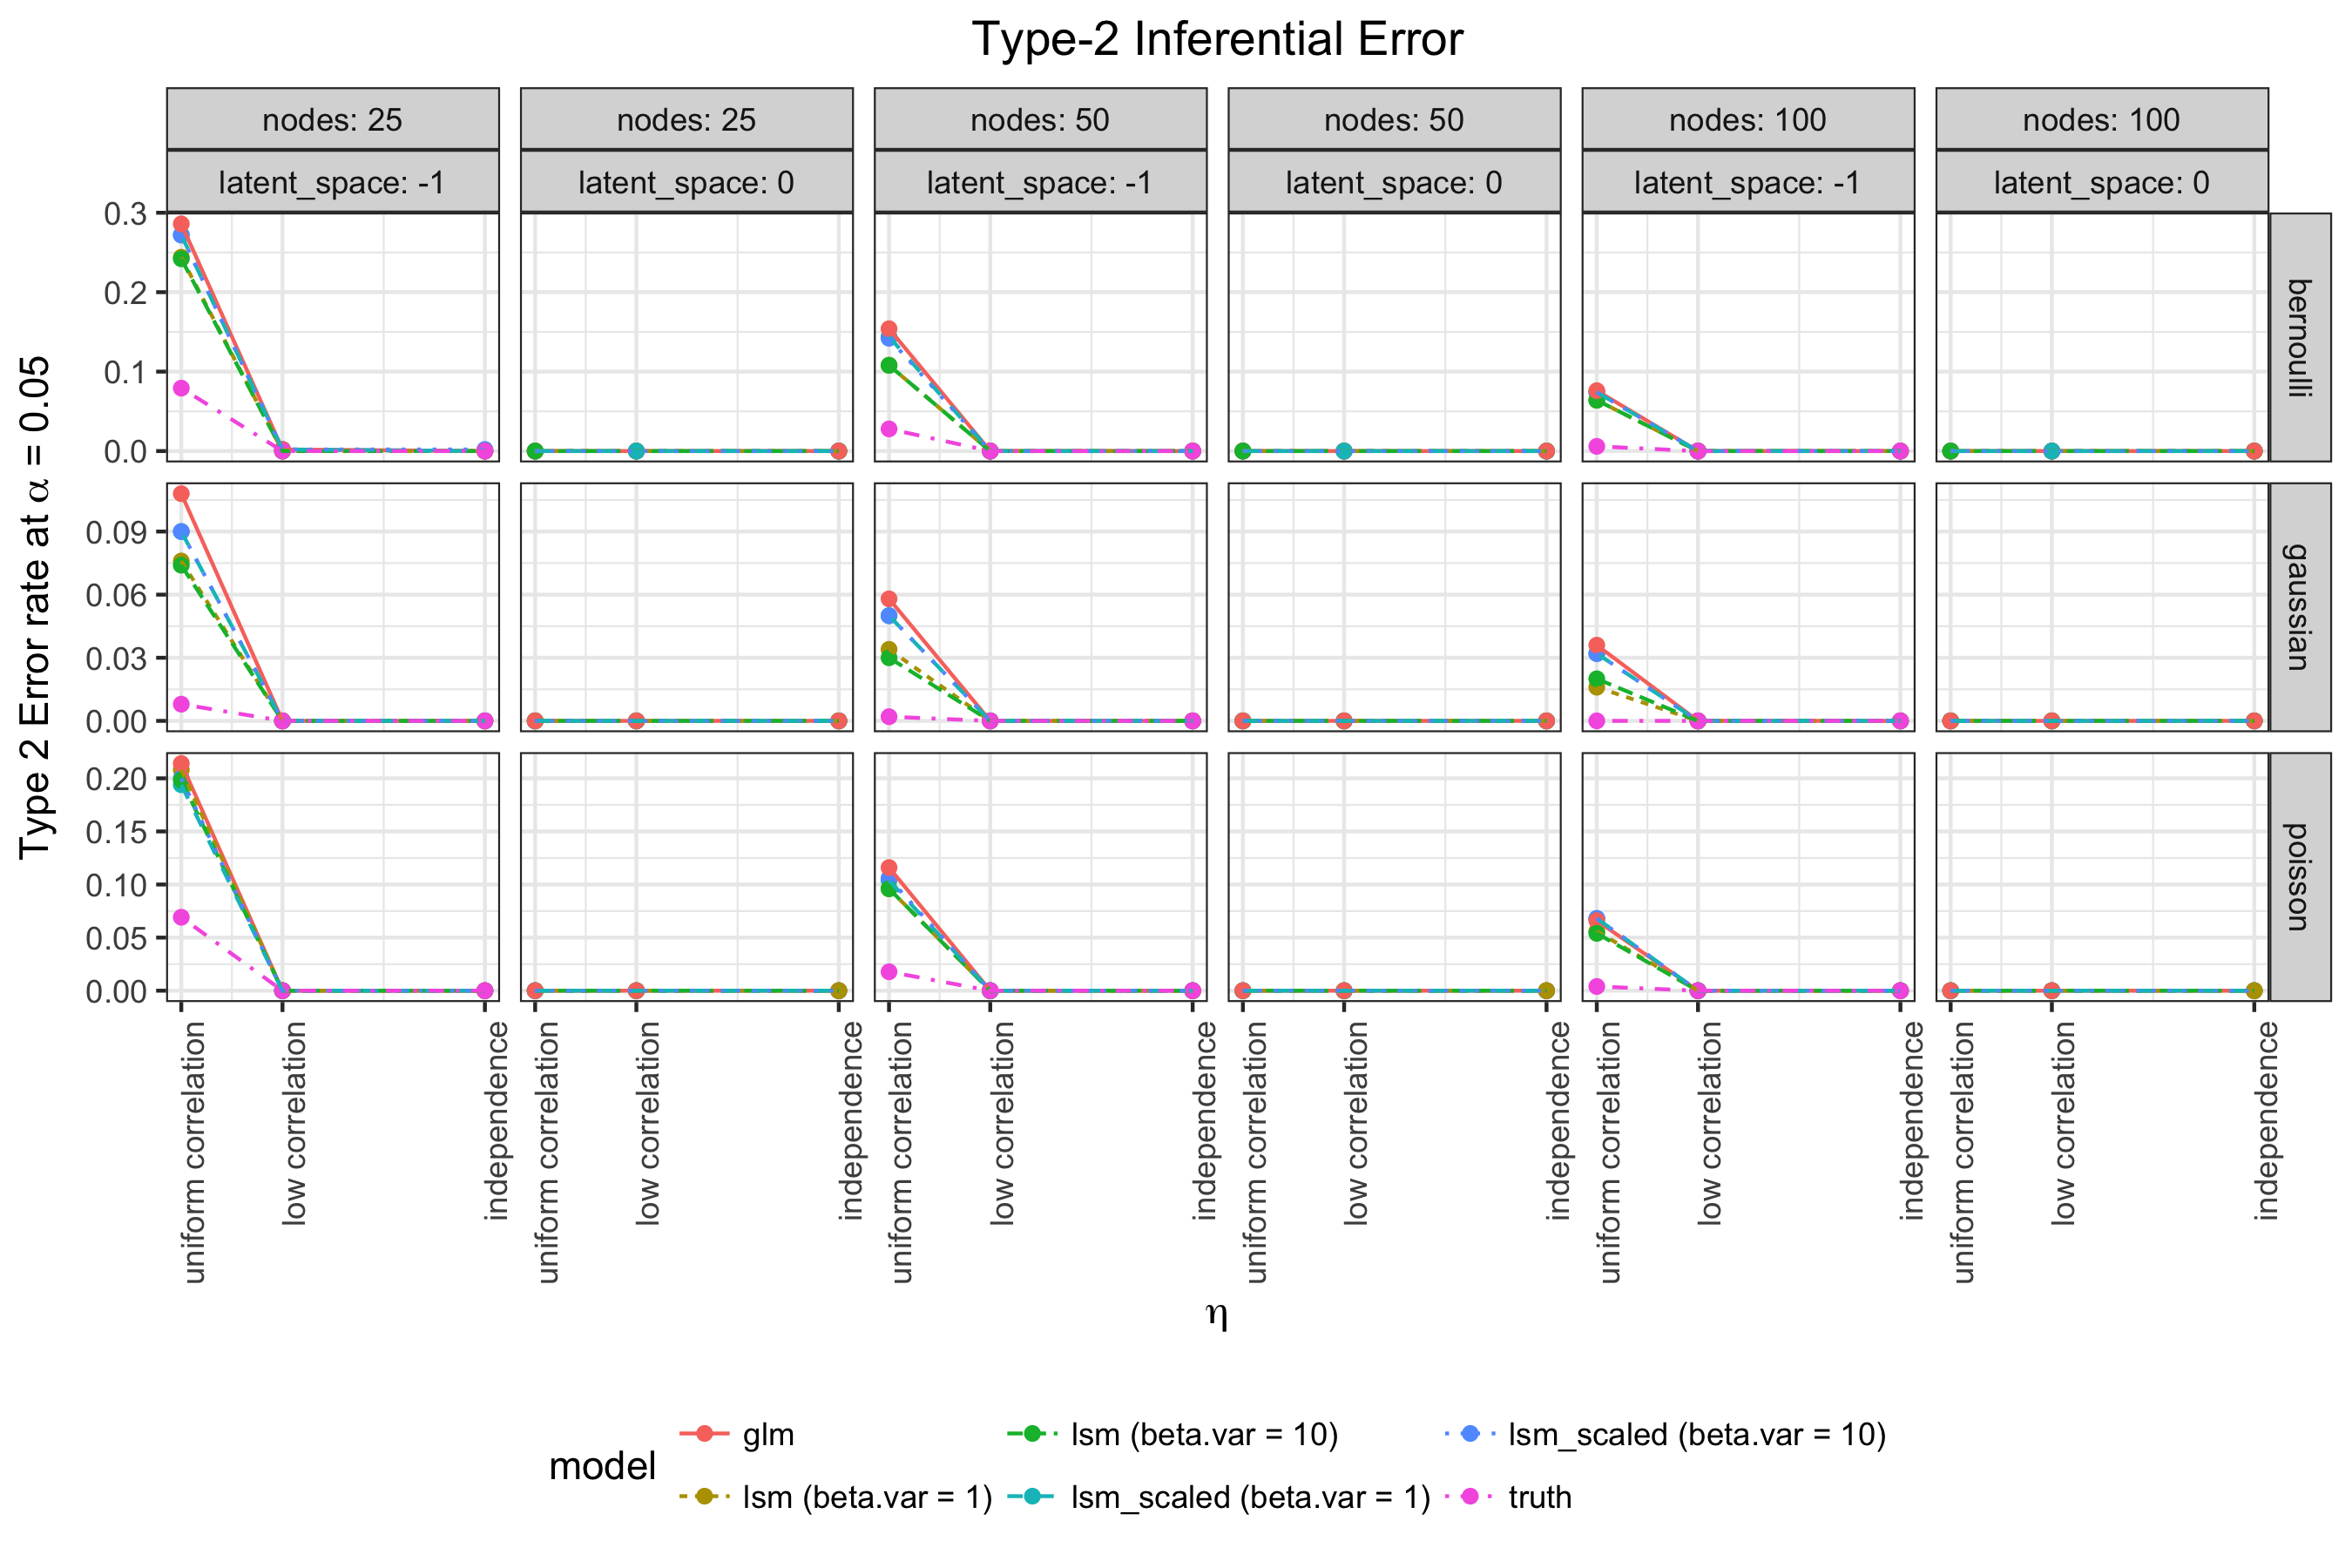 Type-2 Inferential Error
nodes: 25 nodes: 25 nodes: 50 nodes: 50 nodes: 100 nodes: 100
latent_space: -1 latent_space: 0 latent_space: -1 latent_space: 0 latent_space: -1 latent_space: 0
Type 2 Error rate at α = 0.05
0.3
0.2
0.1
0.0
bernoulli
0.09
0.06
0.03
0.00
gaussian
0.20
0.15
0.10
0.05
0.00
poisson
uniform correlation low correlation independence uniform correlation low correlation independence uniform correlation low correlation independence uniform correlation low correlation independence uniform correlation low correlation independence uniform correlation low correlation independence
η
model
glm lsm (beta.var = 10) lsm_scaled (beta.var = 10)
lsm (beta.var = 1) lsm_scaled (beta.var = 1) truth